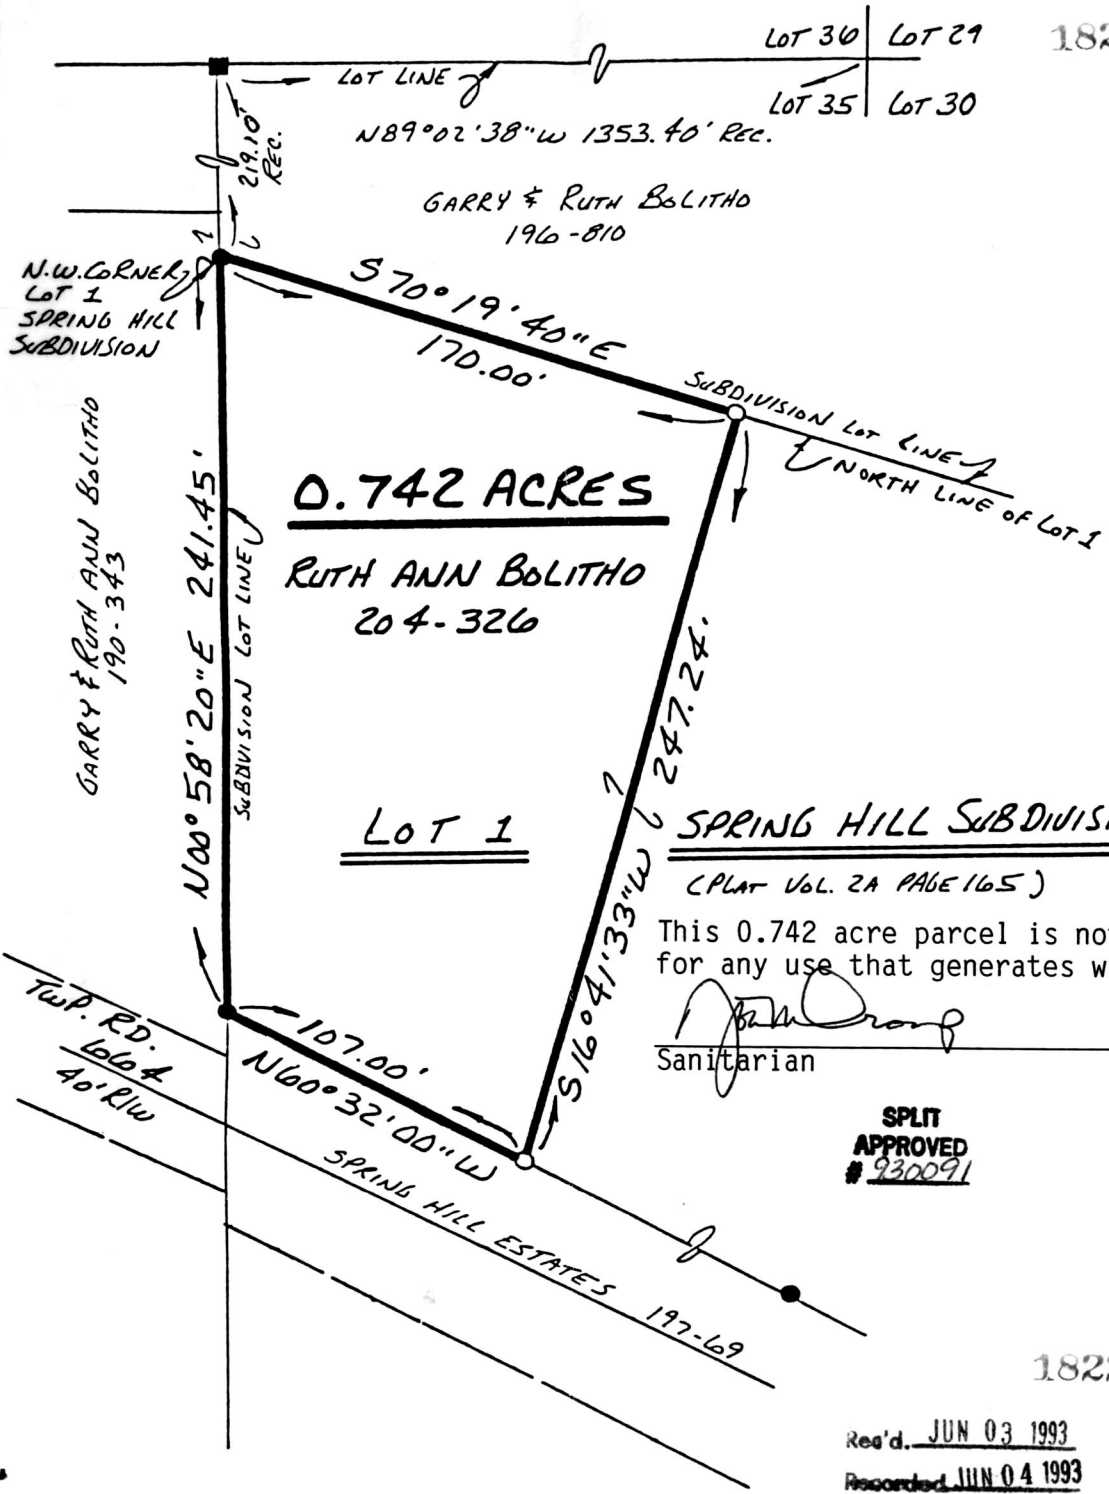 LOT 36 LOT 29
182
LOT LINE
LOT 35 LOT 30
N89°02'38"W 1353.40' REC.
219.10'
REC.
GARRY & RUTH BOLITHO
196-810
N.W. CORNER
LOT 1
SPRING HILL
SUBDIVISION
S70°19'40"E
170.00'
SUBDIVISION LOT LINE
NORTH LINE OF LOT 1
GARRY & RUTH ANN BOLITHO
190-343
N00°58'20"E 241.45'
SUBDIVISION LOT LINE
0.742 ACRES
RUTH ANN BOLITHO
204-326
S16°41'33"W 247.24.
LOT 1
SPRING HILL SUBDIVIS
(PLAT VOL. 2A PAGE 165)
This 0.742 acre parcel is no
for any use that generates w
Sanitarian
TWP. RD.
6664
40' R/W
107.00'
N60°32'00"W
SPRING HILL ESTATES 197-69
SPLIT
APPROVED
# 930091
182
Rec'd. JUN 03 1993
Recorded JUN 04 1993